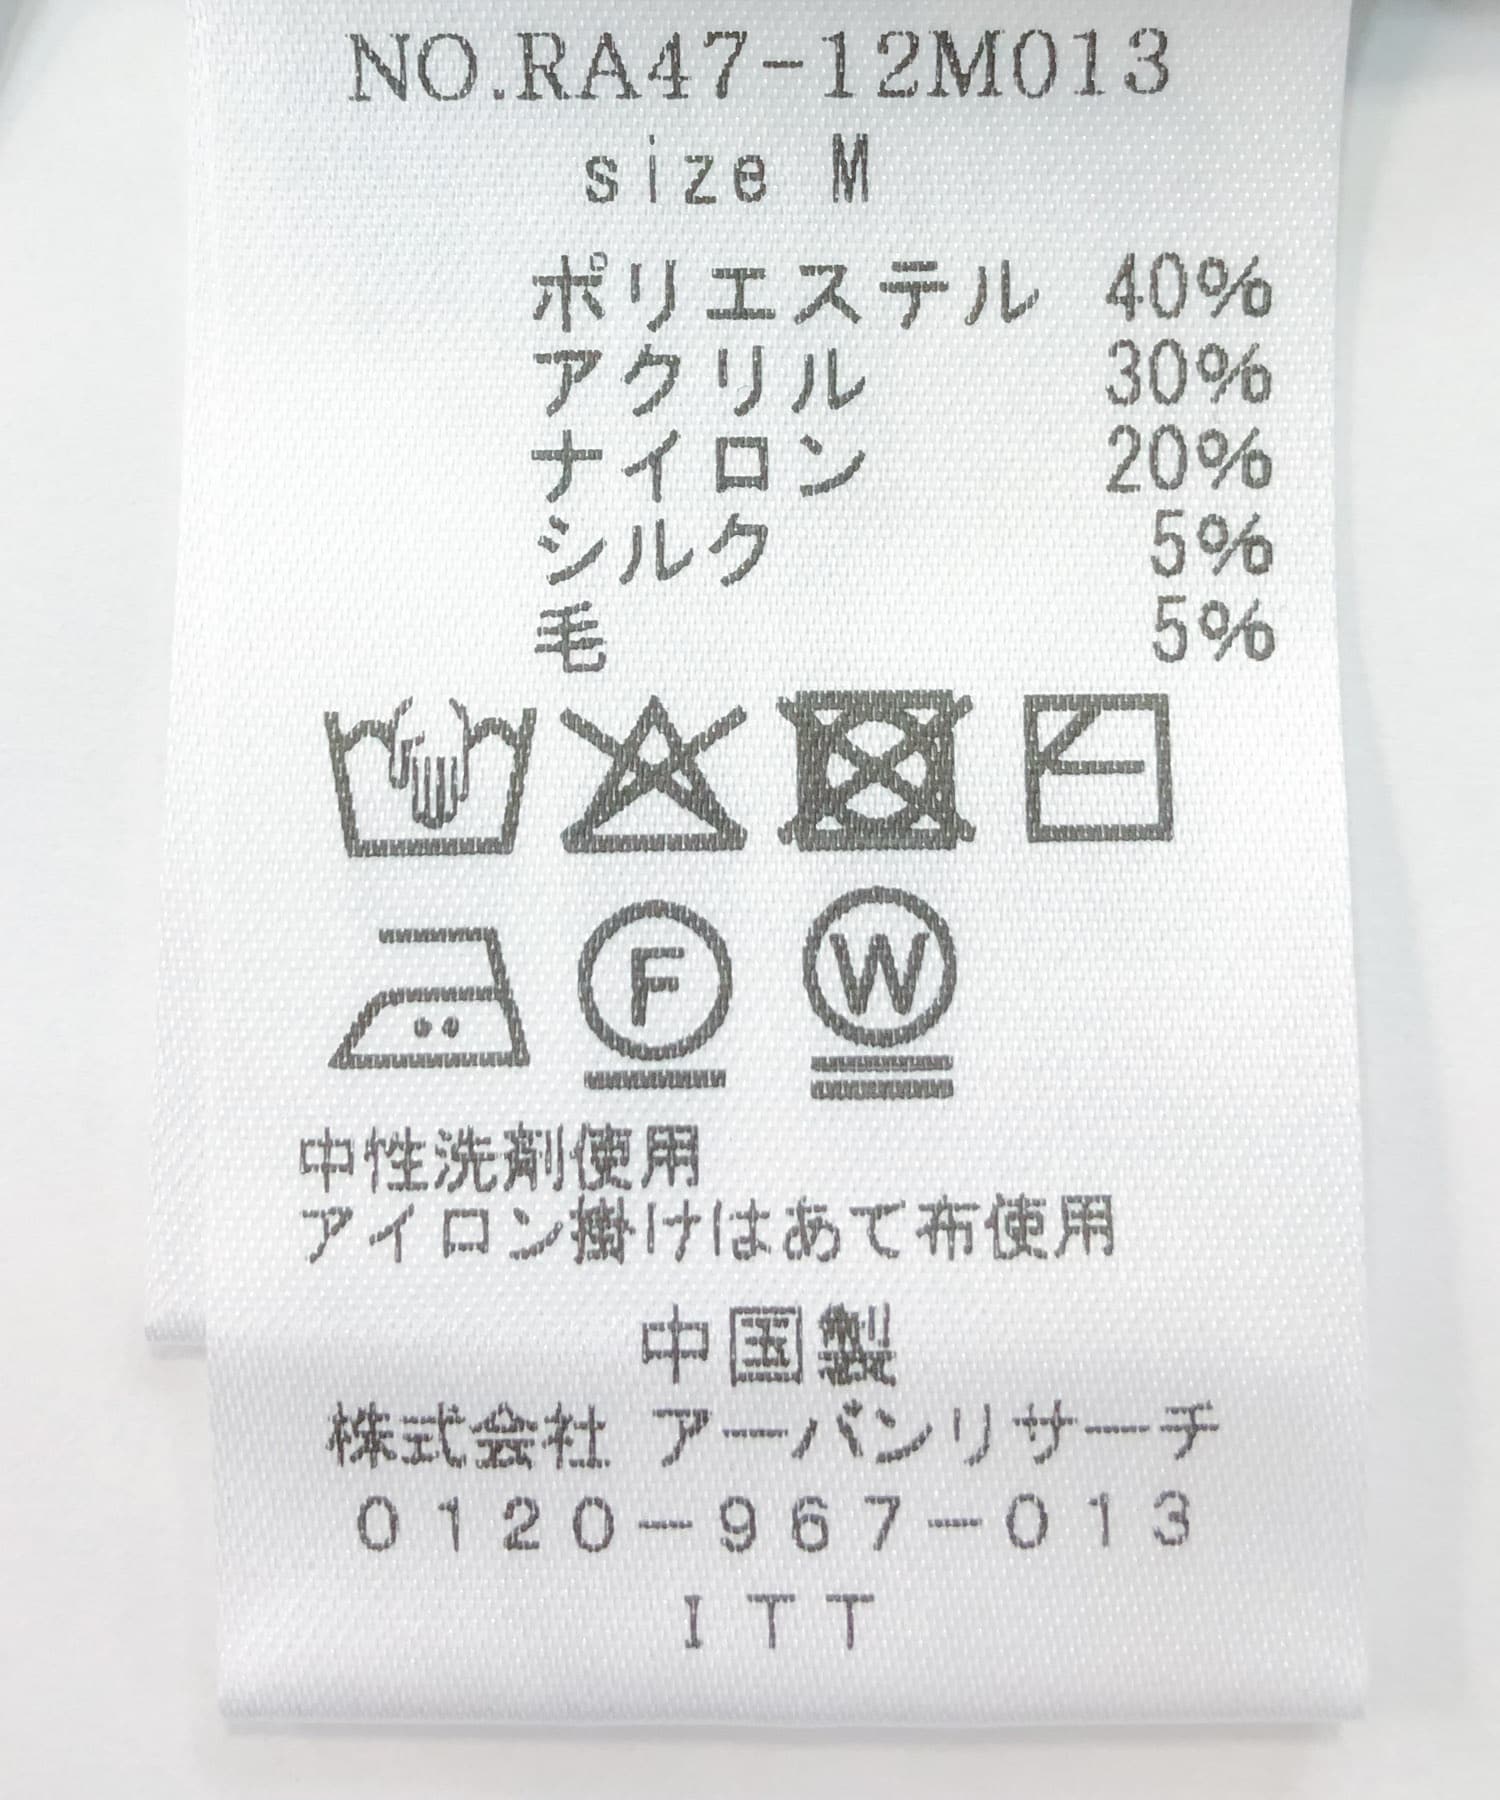 NO.RA47-12M013
size M
ポリエステル 40%
アクリル 30%
ナイロン 20%
シルク 5%
毛 5%
F W
中性洗剤使用
アイロン掛けはあて布使用
中国製
株式会社 アーバンリサーチ
0120-967-013
ITT